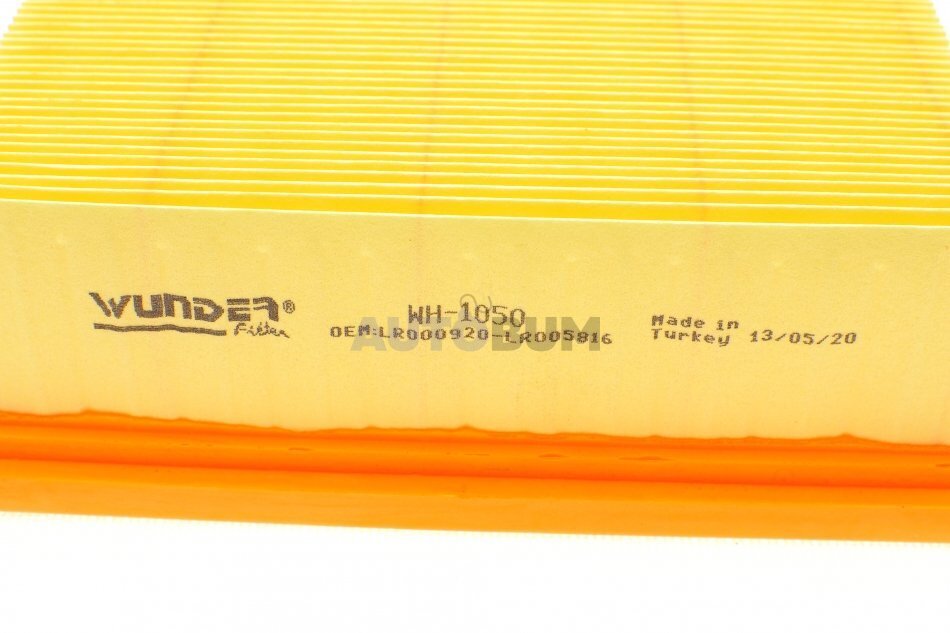 WUNDER®
Filter
WH-1050
OEM:LR000920-LR005816
Made in
Turkey 13/05/20
AUTOBUM